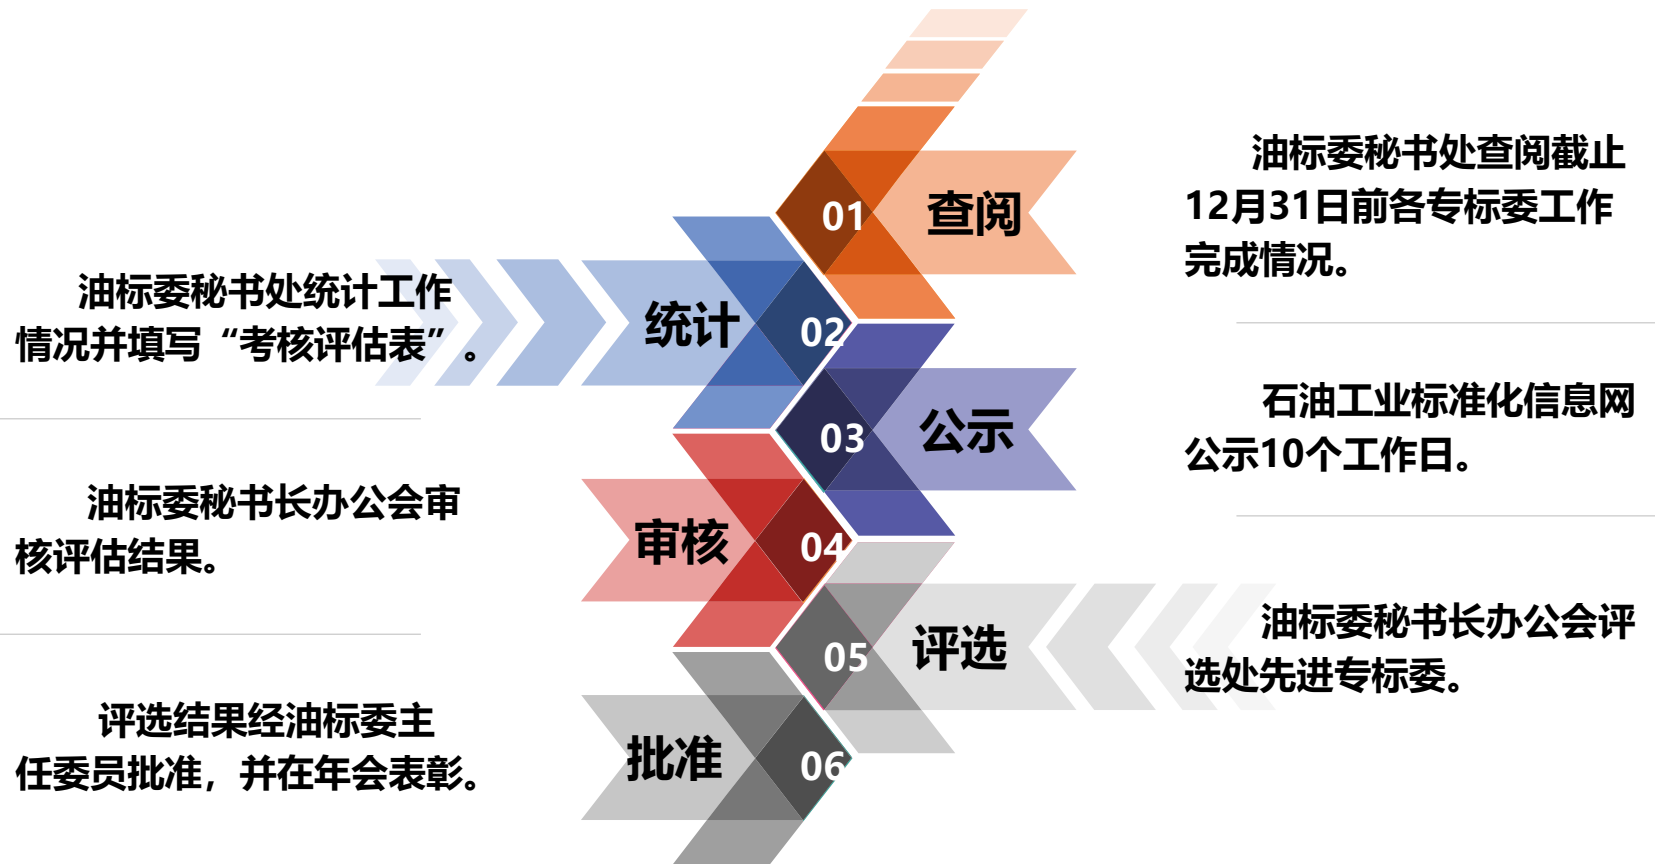 01
查阅
油标委秘书处查阅截止
12月31日前各专标委工作
完成情况。
02
统计
油标委秘书处统计工作
情况并填写“考核评估表”。
03
公示
石油工业标准化信息网
公示10个工作日。
04
审核
油标委秘书长办公会审
核评估结果。
05
评选
油标委秘书长办公会评
选处先进专标委。
06
批准
评选结果经油标委主
任委员批准，并在年会表彰。